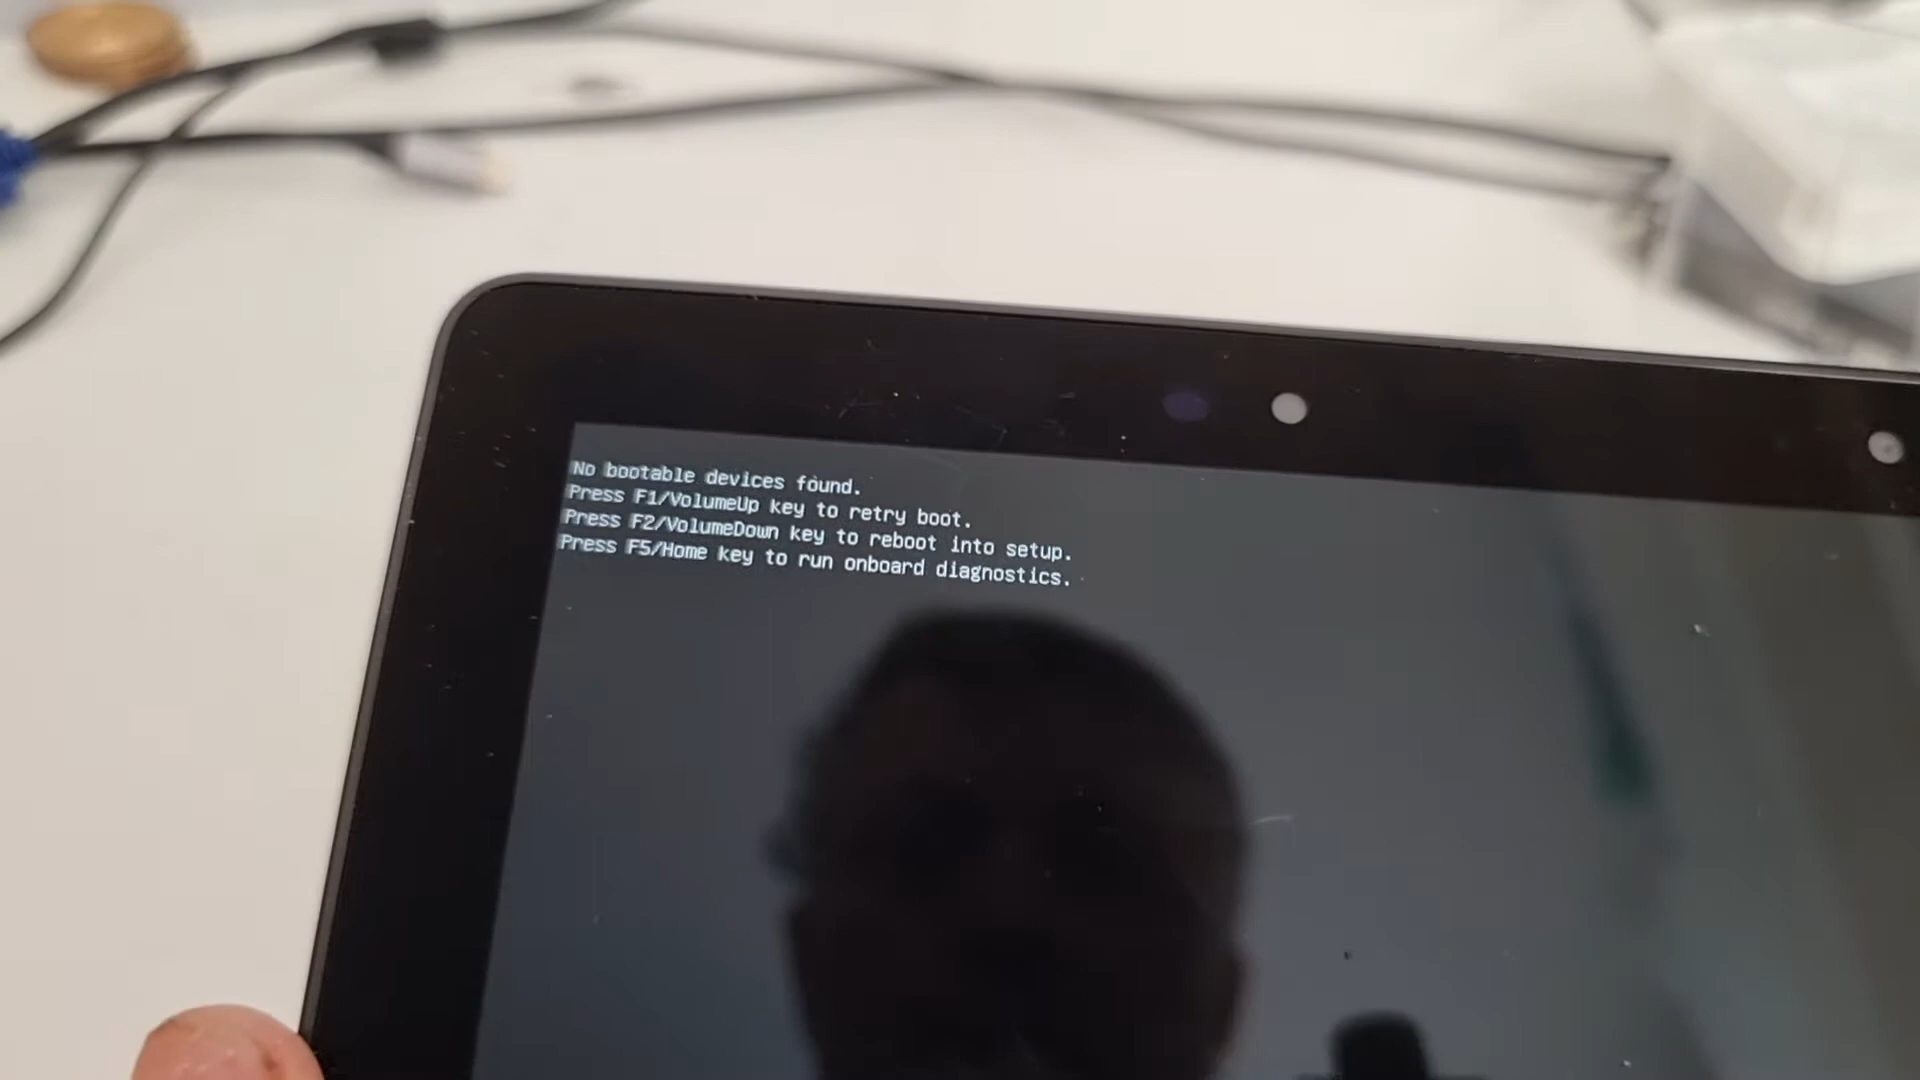 No bootable devices found.
Press F1/VolumeUp key to retry boot.
Press F2/VolumeDown key to reboot into setup.
Press F5/Home key to run onboard diagnostics.